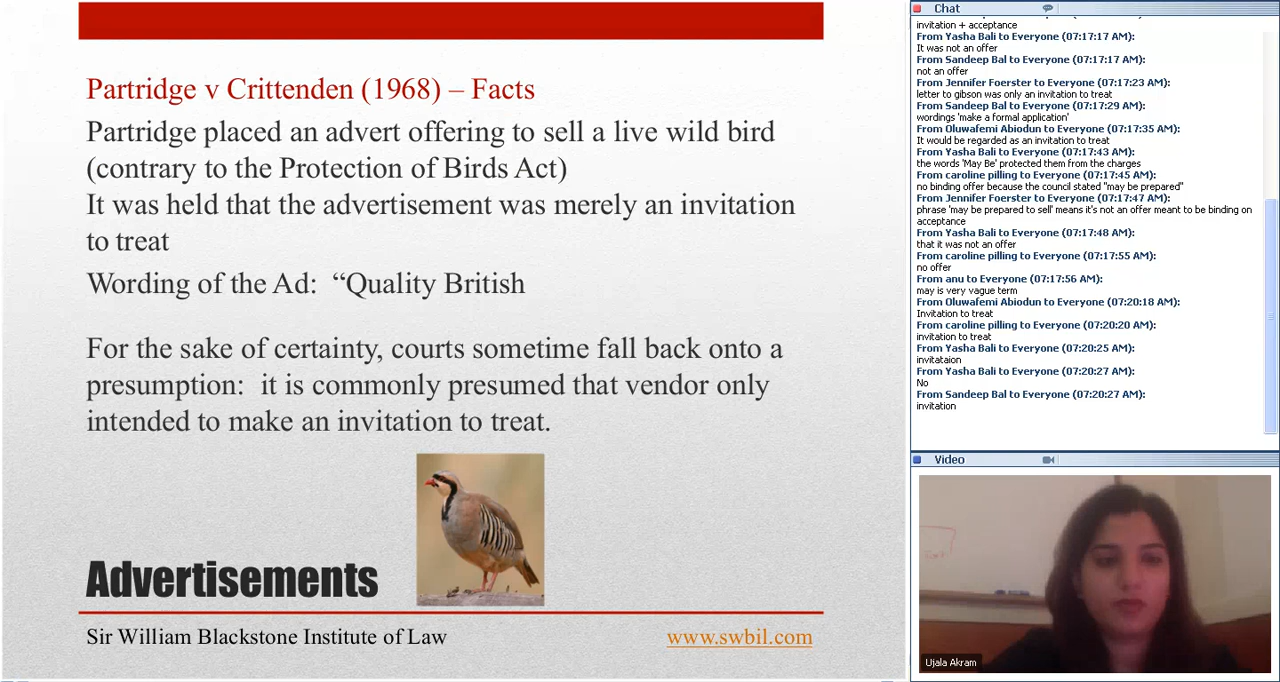 Partridge v Crittenden (1968) – Facts
Partridge placed an advert offering to sell a live wild bird
(contrary to the Protection of Birds Act)
It was held that the advertisement was merely an invitation
to treat
Wording of the Ad:  “Quality British
For the sake of certainty, courts sometime fall back onto a
presumption:  it is commonly presumed that vendor only
intended to make an invitation to treat.
Advertisements
Sir William Blackstone Institute of Law
www.swbil.com
Chat
invitation + acceptance
From Yasha Bali to Everyone (07:17:17 AM):
It was not an offer
From Sandeep Bal to Everyone (07:17:17 AM):
not an offer
From Jennifer Foerster to Everyone (07:17:23 AM):
letter to gibson was only an invitation to treat
From Sandeep Bal to Everyone (07:17:29 AM):
wordings 'make a formal application'
From Oluwafemi Abiodun to Everyone (07:17:35 AM):
It would be regarded as an invitation to treat
From Yasha Bali to Everyone (07:17:43 AM):
the words 'May Be' protected them from the charges
From caroline pilling to Everyone (07:17:45 AM):
no binding offer because the council stated "may be prepared"
From Jennifer Foerster to Everyone (07:17:47 AM):
phrase 'may be prepared to sell' means it's not an offer meant to be binding on
acceptance
From Yasha Bali to Everyone (07:17:48 AM):
that it was not an offer
From caroline pilling to Everyone (07:17:55 AM):
no offer
From anu to Everyone (07:17:56 AM):
may is very vague term
From Oluwafemi Abiodun to Everyone (07:20:18 AM):
Invitation to treat
From caroline pilling to Everyone (07:20:20 AM):
invitation to treat
From Yasha Bali to Everyone (07:20:25 AM):
invitataion
From Yasha Bali to Everyone (07:20:27 AM):
No
From Sandeep Bal to Everyone (07:20:27 AM):
invitation
Video
Ujala Akram